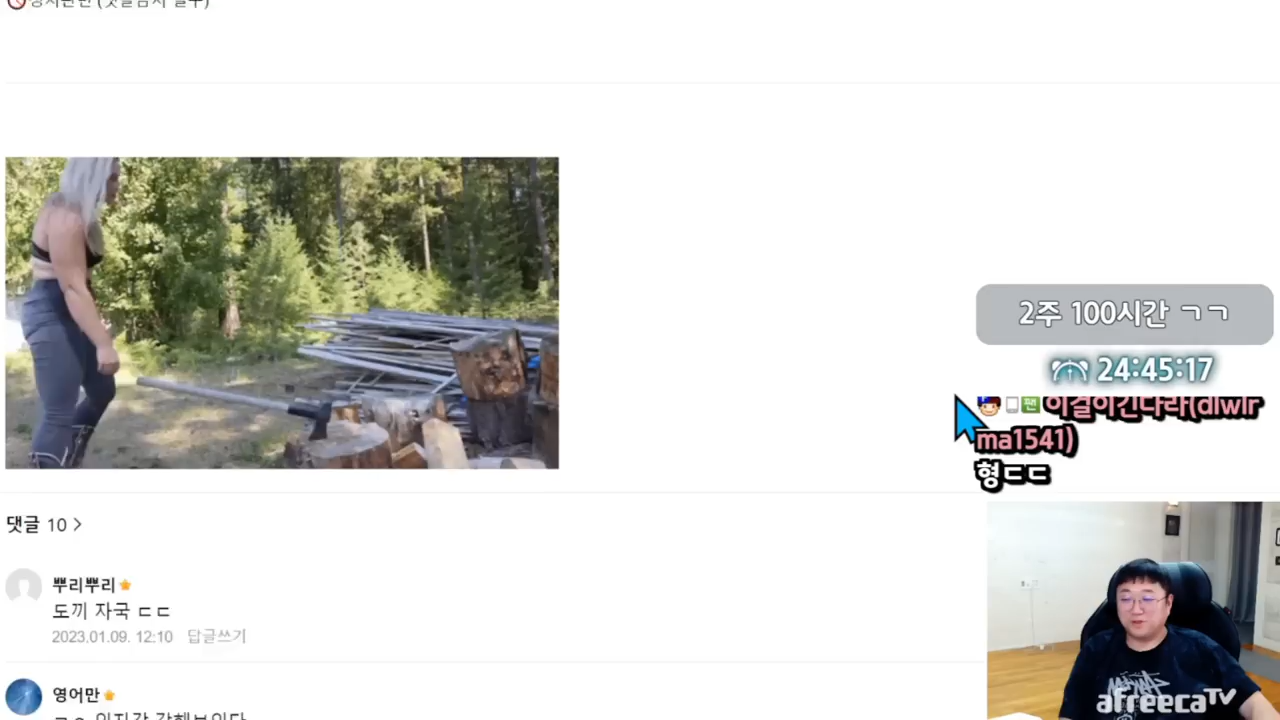 2주 100시간 ㄱㄱ
24:45:17
이걸이긴다라(dlwlr
ma1541)
형ㄷㄷ
댓글 10 >
뿌리뿌리
도끼 자국 ㄷㄷ
2023.01.09. 12:10 답글쓰기
영어만
afreecaTV